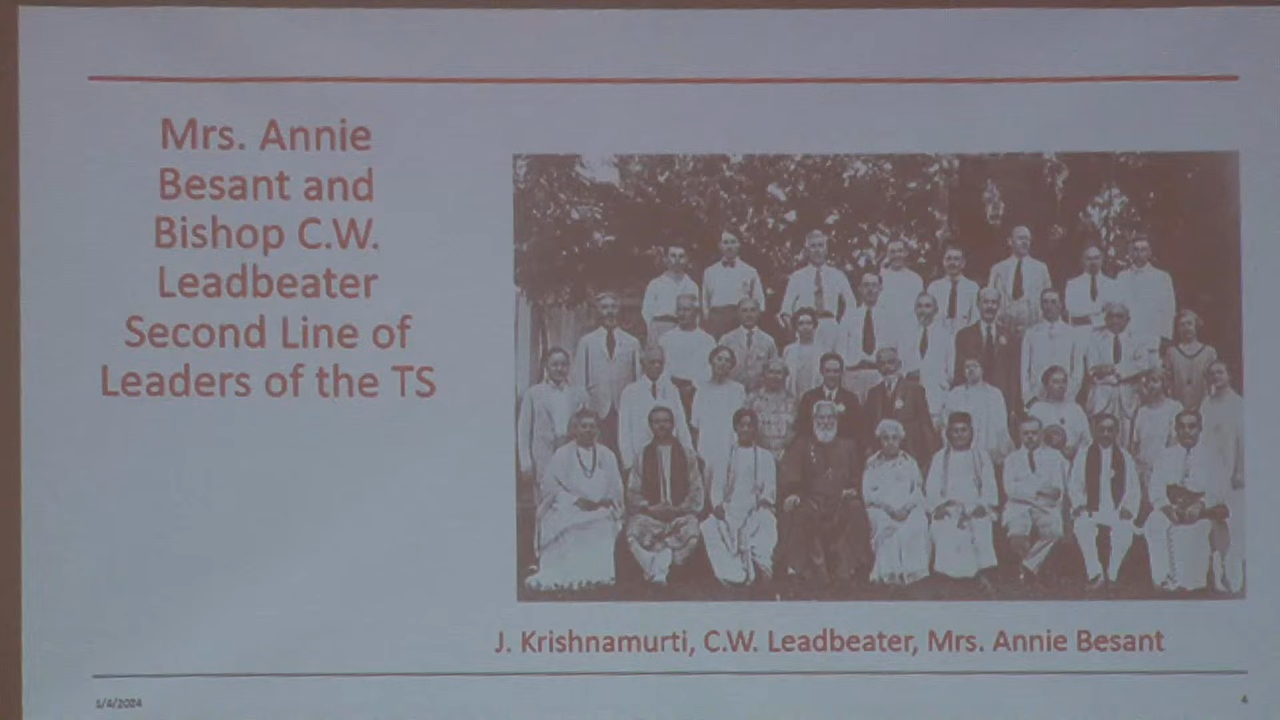 Mrs. Annie
Besant and
Bishop C.W.
Leadbeater
Second Line of
Leaders of the TS
J. Krishnamurti, C.W. Leadbeater, Mrs. Annie Besant
1/4/2024
4